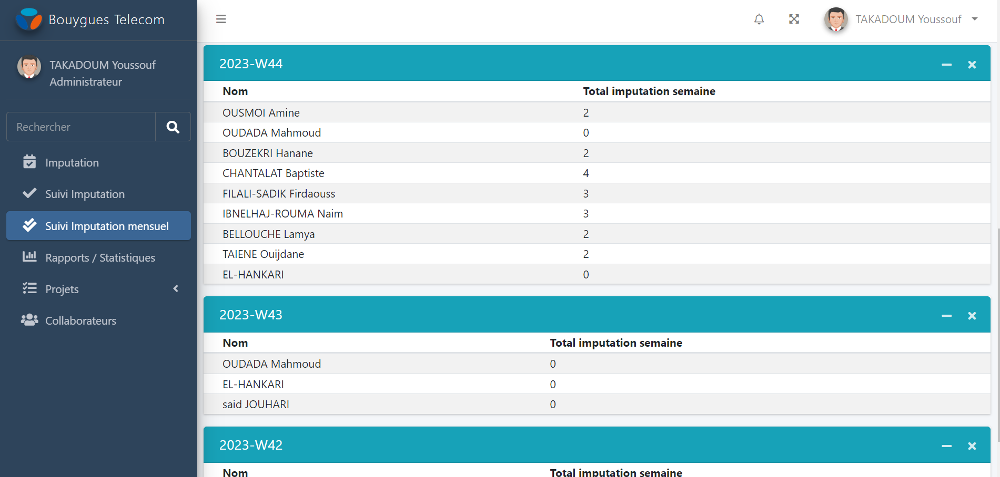 Bouygues Telecom
TAKADOUM Youssouf
TAKADOUM Youssouf
Administrateur
Rechercher
Imputation
Suivi Imputation
Suivi Imputation mensuel
Rapports / Statistiques
Projets
Collaborateurs
2023-W44
Nom Total imputation semaine
OUSMOI Amine 2
OUDADA Mahmoud 0
BOUZEKRI Hanane 2
CHANTALAT Baptiste 4
FILALI-SADIK Firdaouss 3
IBNELHAJ-ROUMA Naim 3
BELLOUCHE Lamya 2
TAIENE Ouijdane 2
EL-HANKARI 0
2023-W43
Nom Total imputation semaine
OUDADA Mahmoud 0
EL-HANKARI 0
said JOUHARI 0
2023-W42
Nom Total imputation semaine